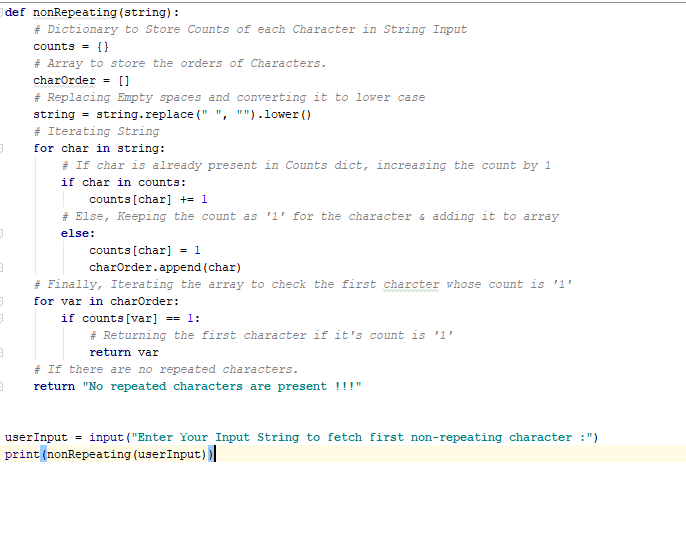 def nonRepeating(string):
    # Dictionary to Store Counts of each Character in String Input
    counts = {}
    # Array to store the orders of Characters.
    charOrder = []
    # Replacing Empty spaces and converting it to lower case
    string = string.replace(" ", "").lower()
    # Iterating String
    for char in string:
        # If char is already present in Counts dict, increasing the count by 1
        if char in counts:
            counts[char] += 1
        # Else, Keeping the count as '1' for the character & adding it to array
        else:
            counts[char] = 1
            charOrder.append(char)
    # Finally, Iterating the array to check the first charcter whose count is '1'
    for var in charOrder:
        if counts[var] == 1:
            # Returning the first character if it's count is '1'
            return var
    # If there are no repeated characters.
    return "No repeated characters are present !!!"
userInput = input("Enter Your Input String to fetch first non-repeating character :")
print(nonRepeating(userInput))